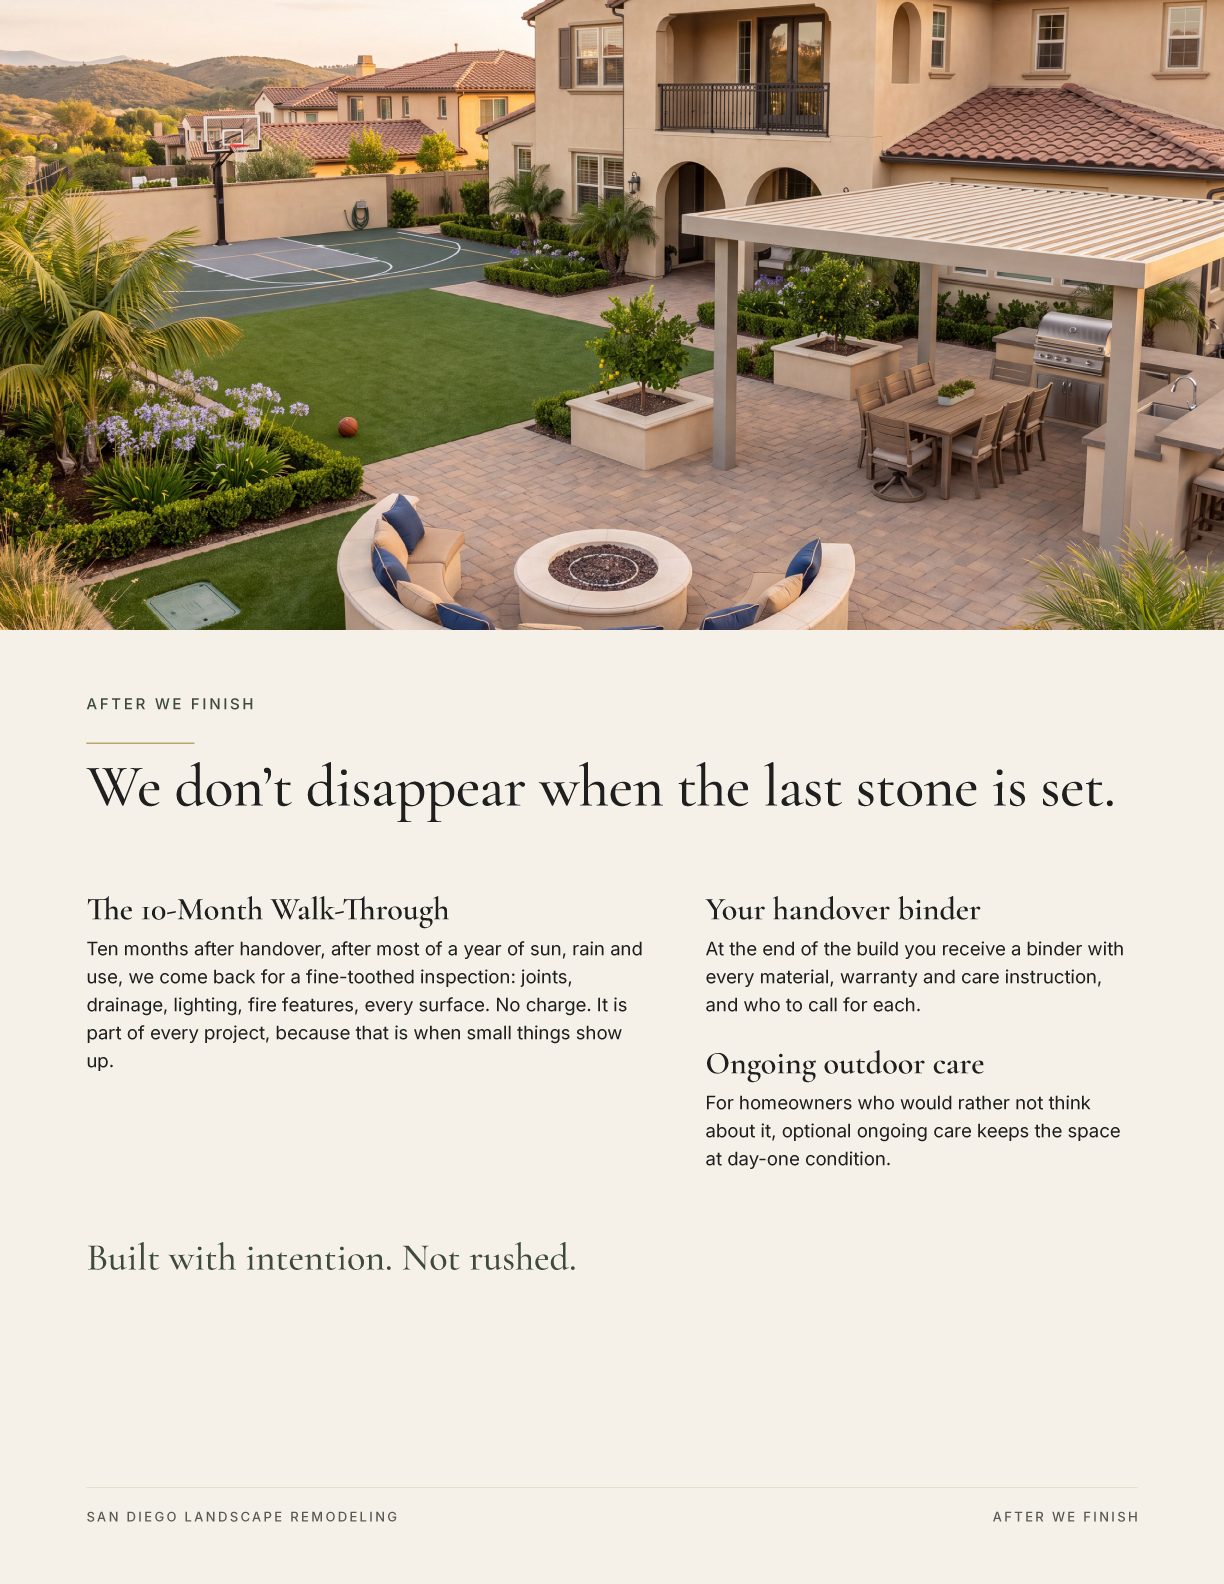 AFTER WE FINISH
We don’t disappear when the last stone is set.
The 10-Month Walk-Through
Ten months after handover, after most of a year of sun, rain and
use, we come back for a fine-toothed inspection: joints,
drainage, lighting, fire features, every surface. No charge. It is
part of every project, because that is when small things show
up.
Your handover binder
At the end of the build you receive a binder with
every material, warranty and care instruction,
and who to call for each.
Ongoing outdoor care
For homeowners who would rather not think
about it, optional ongoing care keeps the space
at day-one condition.
Built with intention. Not rushed.
SAN DIEGO LANDSCAPE REMODELING
AFTER WE FINISH